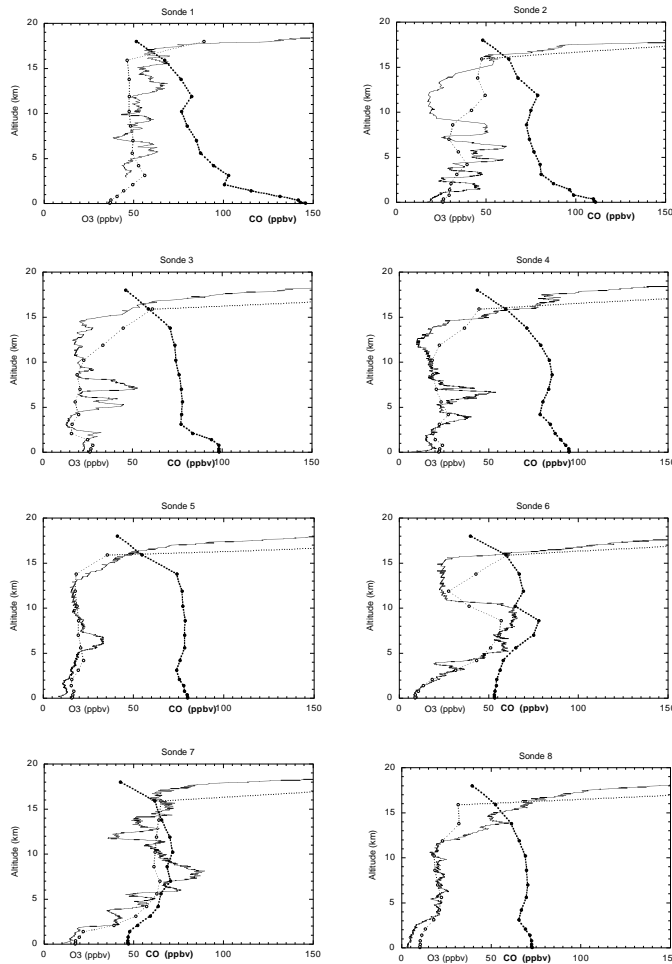 Sonde 1
20
15
10
5
0
Altitude (km)
0
50
100
150
O3 (ppbv)
CO (ppbv)
Sonde 2
20
15
10
5
0
Altitude (km)
0
50
100
150
O3 (ppbv)
CO (ppbv)
Sonde 3
20
15
10
5
0
Altitude (km)
0
50
100
150
O3 (ppbv)
CO (ppbv)
Sonde 4
20
15
10
5
0
Altitude (km)
0
50
100
150
O3 (ppbv)
CO (ppbv)
Sonde 5
20
15
10
5
0
Altitude (km)
0
50
100
150
O3 (ppbv)
CO (ppbv)
Sonde 6
20
15
10
5
0
Altitude (km)
0
50
100
150
O3 (ppbv)
CO (ppbv)
Sonde 7
20
15
10
5
0
Altitude (km)
0
50
100
150
O3 (ppbv)
CO (ppbv)
Sonde 8
20
15
10
5
0
Altitude (km)
0
50
100
150
O3 (ppbv)
CO (ppbv)